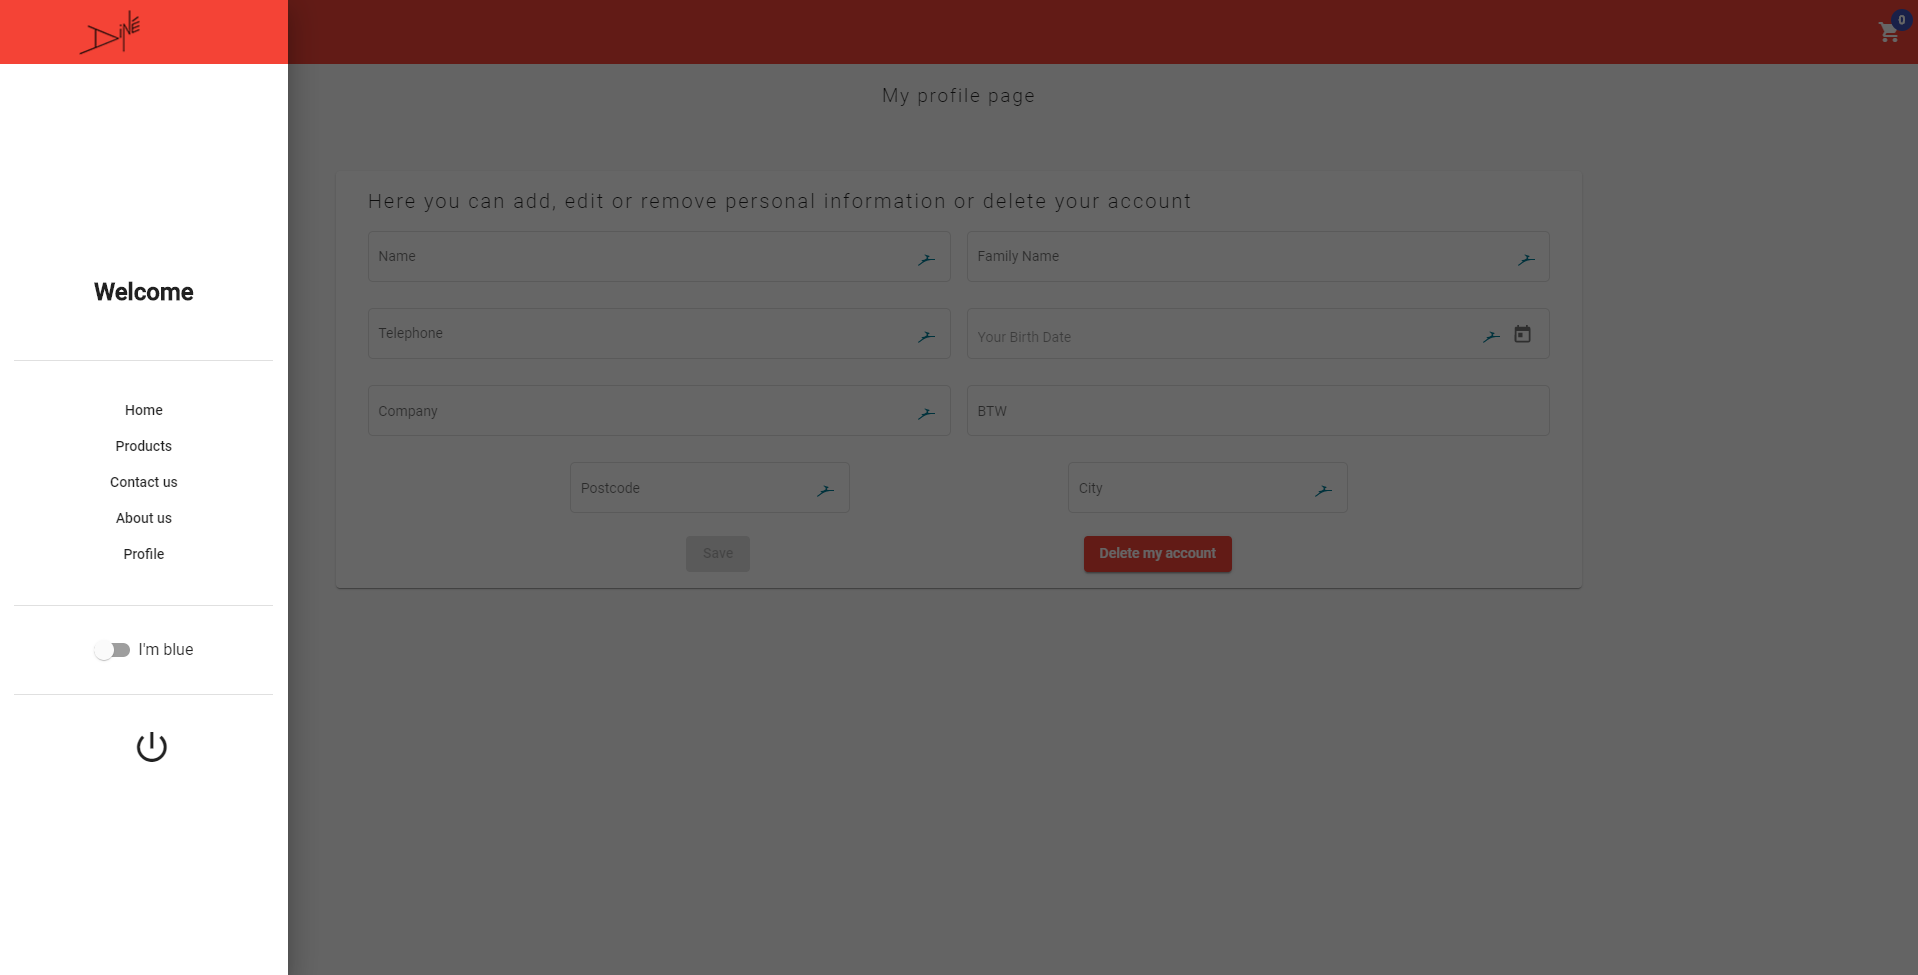 DINE
0
My profile page
Here you can add, edit or remove personal information or delete your account
Name
Family Name
Telephone
Your Birth Date
Company
BTW
Postcode
City
Save
Delete my account
Welcome
Home
Products
Contact us
About us
Profile
I'm blue